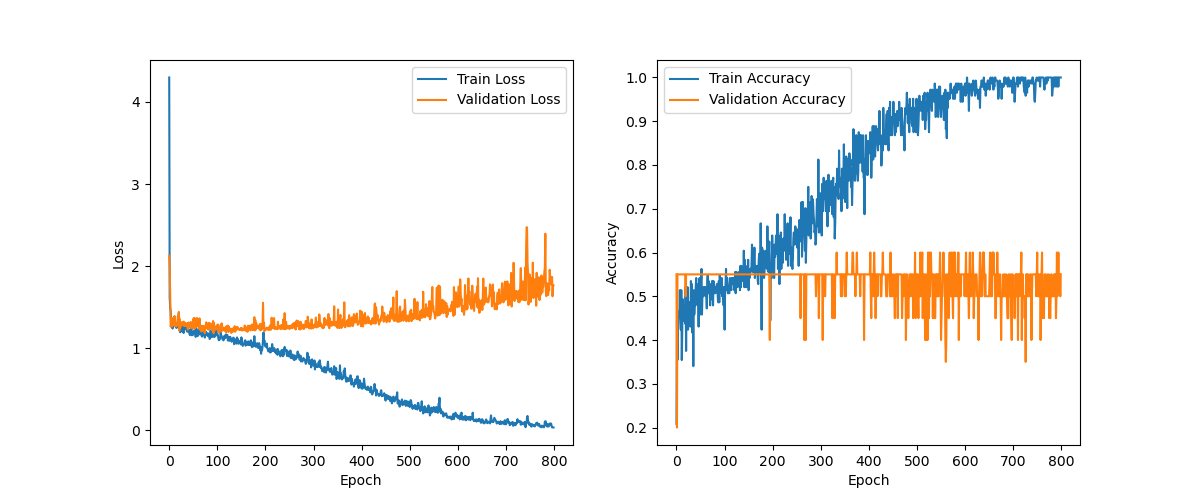 Train Loss
Validation Loss
4
3
2
1
0
Loss
0 100 200 300 400 500 600 700 800
Epoch
Train Accuracy
Validation Accuracy
1.0
0.9
0.8
0.7
0.6
0.5
0.4
0.3
0.2
Accuracy
0 100 200 300 400 500 600 700 800
Epoch